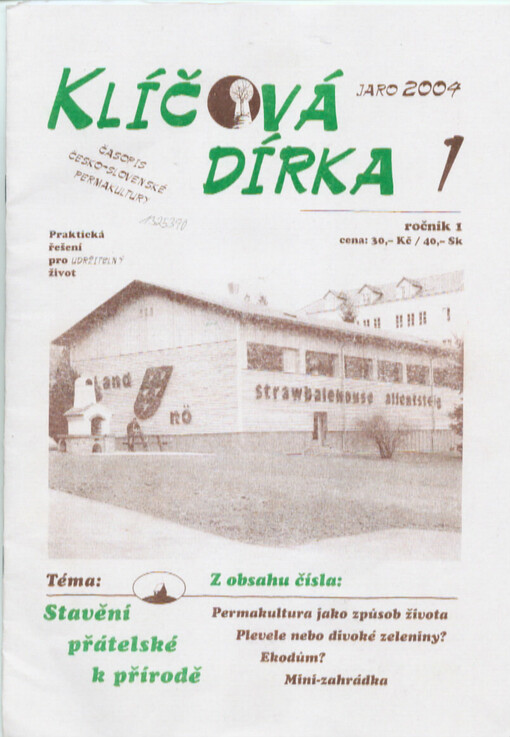 KLÍČOVÁ
JARO 2004
DÍRKA 1
ČASOPIS
ČESKO-SLOVENSKÉ
PERMAKULTURY
1325390
ročník 1
cena: 30,- Kč / 40,- Sk
Praktická
řešení
pro UDRŽITELNÝ
život
land
nö
strawbalehouse allentsteig
Téma:
Z obsahu čísla:
Stavění
přátelské
k přírodě
Permakultura jako způsob života
Plevele nebo divoké zeleniny?
Ekodům?
Mini-zahrádka